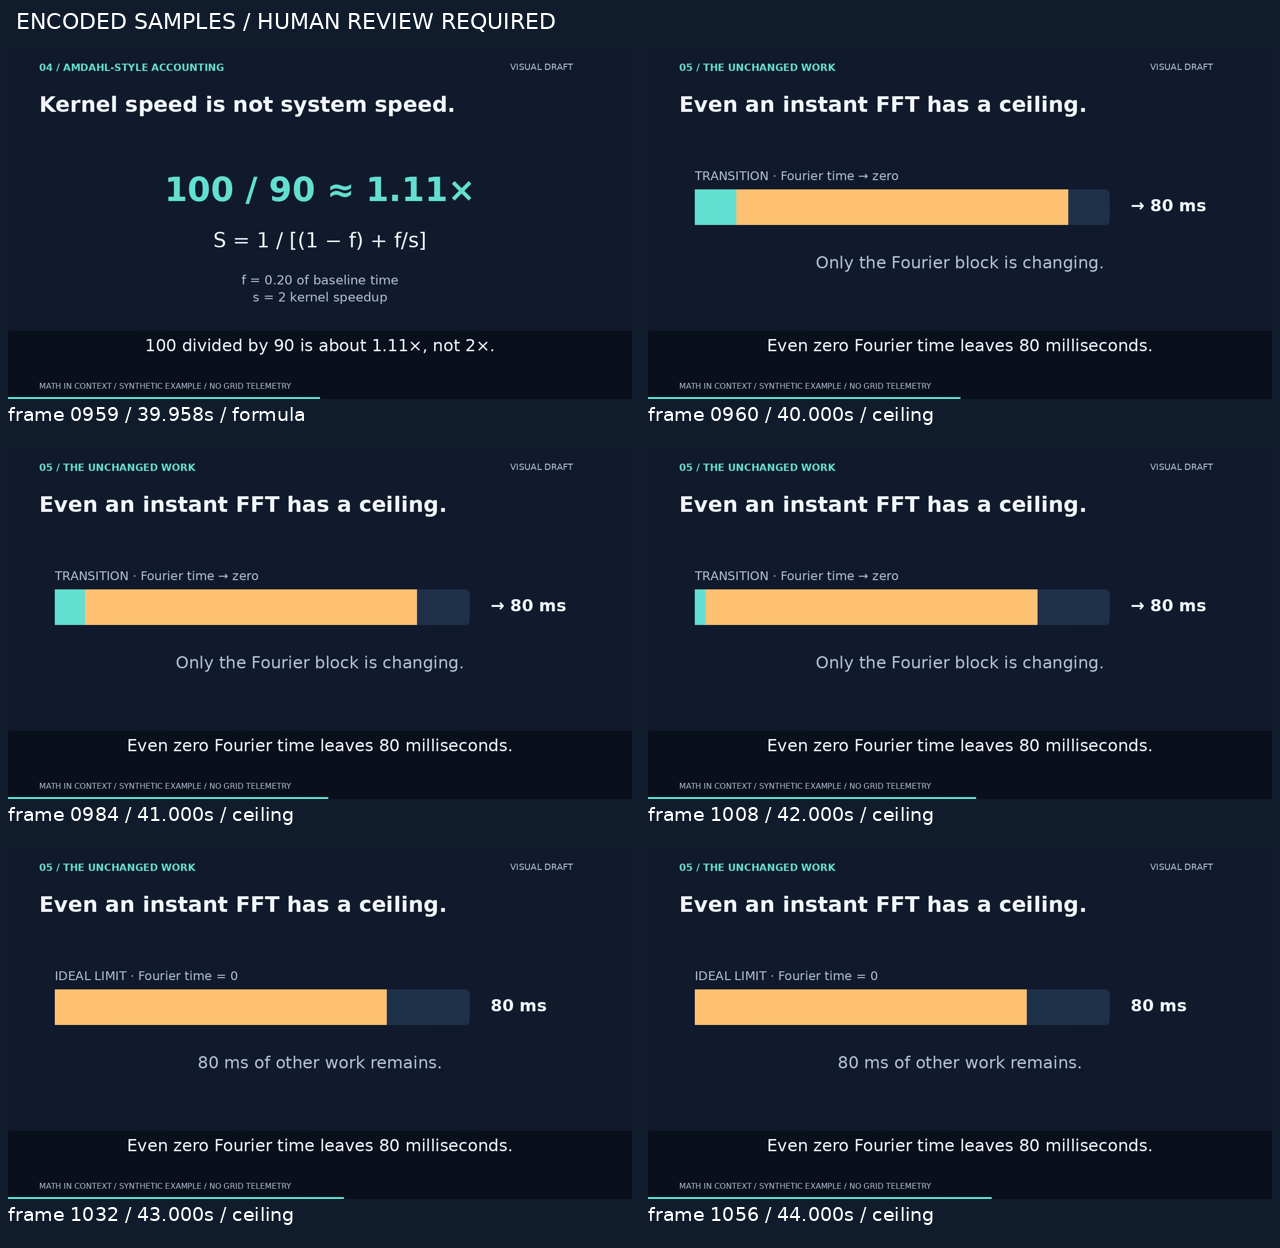 ENCODED SAMPLES / HUMAN REVIEW REQUIRED
04 / AMDAHL-STYLE ACCOUNTING
VISUAL DRAFT
Kernel speed is not system speed.
100 / 90 ≈ 1.11×
S = 1 / [(1 − f) + f/s]
f = 0.20 of baseline time
s = 2 kernel speedup
100 divided by 90 is about 1.11×, not 2×.
MATH IN CONTEXT / SYNTHETIC EXAMPLE / NO GRID TELEMETRY
frame 0959 / 39.958s / formula
05 / THE UNCHANGED WORK
VISUAL DRAFT
Even an instant FFT has a ceiling.
TRANSITION · Fourier time → zero
→ 80 ms
Only the Fourier block is changing.
Even zero Fourier time leaves 80 milliseconds.
MATH IN CONTEXT / SYNTHETIC EXAMPLE / NO GRID TELEMETRY
frame 0960 / 40.000s / ceiling
05 / THE UNCHANGED WORK
VISUAL DRAFT
Even an instant FFT has a ceiling.
TRANSITION · Fourier time → zero
→ 80 ms
Only the Fourier block is changing.
Even zero Fourier time leaves 80 milliseconds.
MATH IN CONTEXT / SYNTHETIC EXAMPLE / NO GRID TELEMETRY
frame 0984 / 41.000s / ceiling
05 / THE UNCHANGED WORK
VISUAL DRAFT
Even an instant FFT has a ceiling.
TRANSITION · Fourier time → zero
→ 80 ms
Only the Fourier block is changing.
Even zero Fourier time leaves 80 milliseconds.
MATH IN CONTEXT / SYNTHETIC EXAMPLE / NO GRID TELEMETRY
frame 1008 / 42.000s / ceiling
05 / THE UNCHANGED WORK
VISUAL DRAFT
Even an instant FFT has a ceiling.
IDEAL LIMIT · Fourier time = 0
80 ms
80 ms of other work remains.
Even zero Fourier time leaves 80 milliseconds.
MATH IN CONTEXT / SYNTHETIC EXAMPLE / NO GRID TELEMETRY
frame 1032 / 43.000s / ceiling
05 / THE UNCHANGED WORK
VISUAL DRAFT
Even an instant FFT has a ceiling.
IDEAL LIMIT · Fourier time = 0
80 ms
80 ms of other work remains.
Even zero Fourier time leaves 80 milliseconds.
MATH IN CONTEXT / SYNTHETIC EXAMPLE / NO GRID TELEMETRY
frame 1056 / 44.000s / ceiling